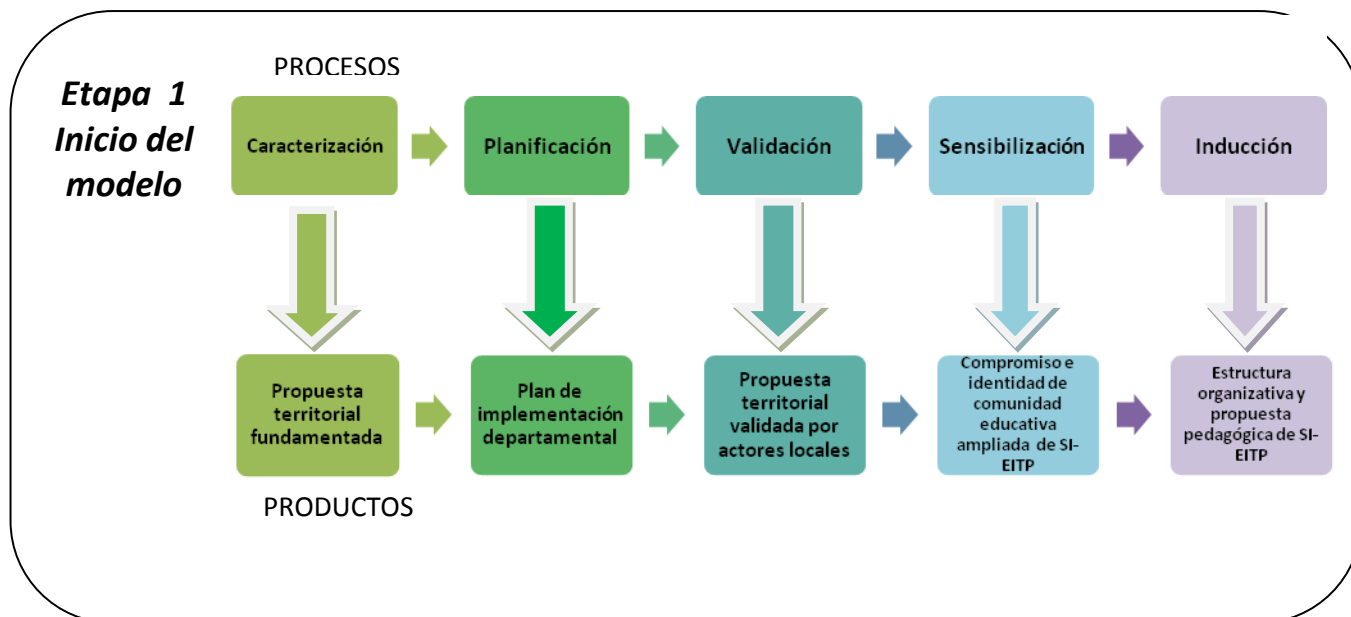 PROCESOS
Etapa 1
Inicio del
modelo
Caracterización
Planificación
Validación
Sensibilización
Inducción
Propuesta
territorial
fundamentada
Plan de
implementación
departamental
Propuesta
territorial
validada por
actores locales
Compromiso e
identidad de
comunidad
educativa
ampliada de SI-
EITP
Estructura
organizativa y
propuesta
pedagógica de SI-
EITP
PRODUCTOS